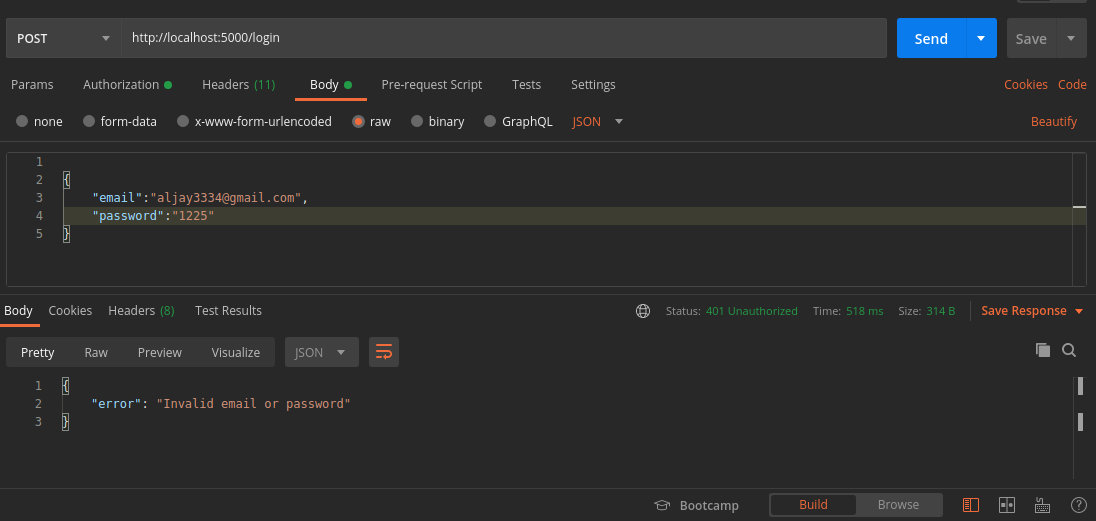 POST http://localhost:5000/login Send Save
Params Authorization Headers (11) Body Pre-request Script Tests Settings Cookies Code
none form-data x-www-form-urlencoded raw binary GraphQL JSON Beautify
1
2 {
3 "email":"aljay3334@gmail.com",
4 "password":"1225"
5 }
Body Cookies Headers (8) Test Results Status: 401 Unauthorized Time: 518 ms Size: 314 B Save Response
Pretty Raw Preview Visualize JSON
1 {
2 "error": "Invalid email or password"
3 }
Bootcamp Build Browse ?